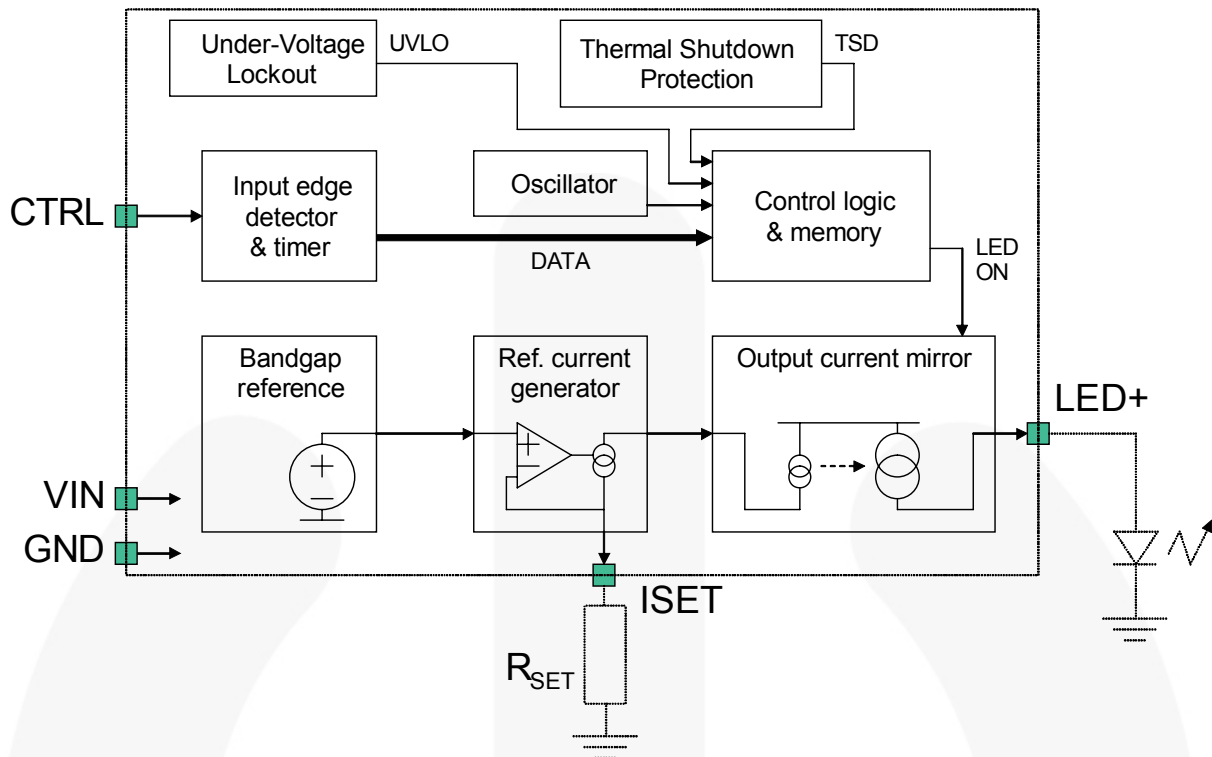 Under-Voltage
Lockout
UVLO
Thermal Shutdown
Protection
TSD
CTRL
Input edge
detector
& timer
Oscillator
Control logic
& memory
DATA
LED
ON
Bandgap
reference
+
−
Ref. current
generator
+
−
Output current mirror
LED+
VIN
GND
ISET
RSET